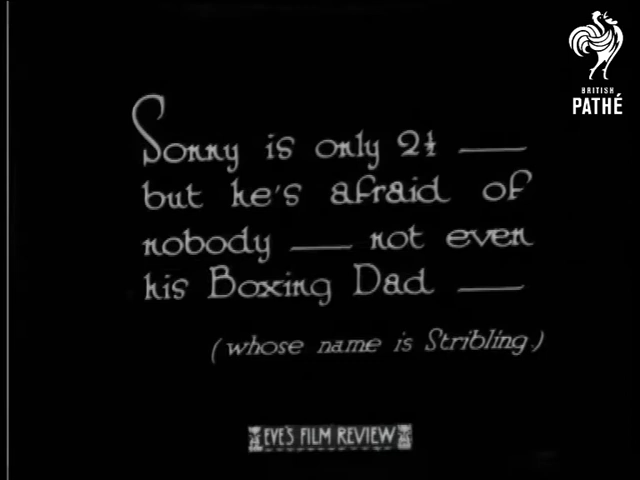 BRITISH
PATHÉ
Sonny is only 2½ —
but he's afraid of
nobody — not even
his Boxing Dad —
(whose name is Stribling.)
EVE'S FILM REVIEW